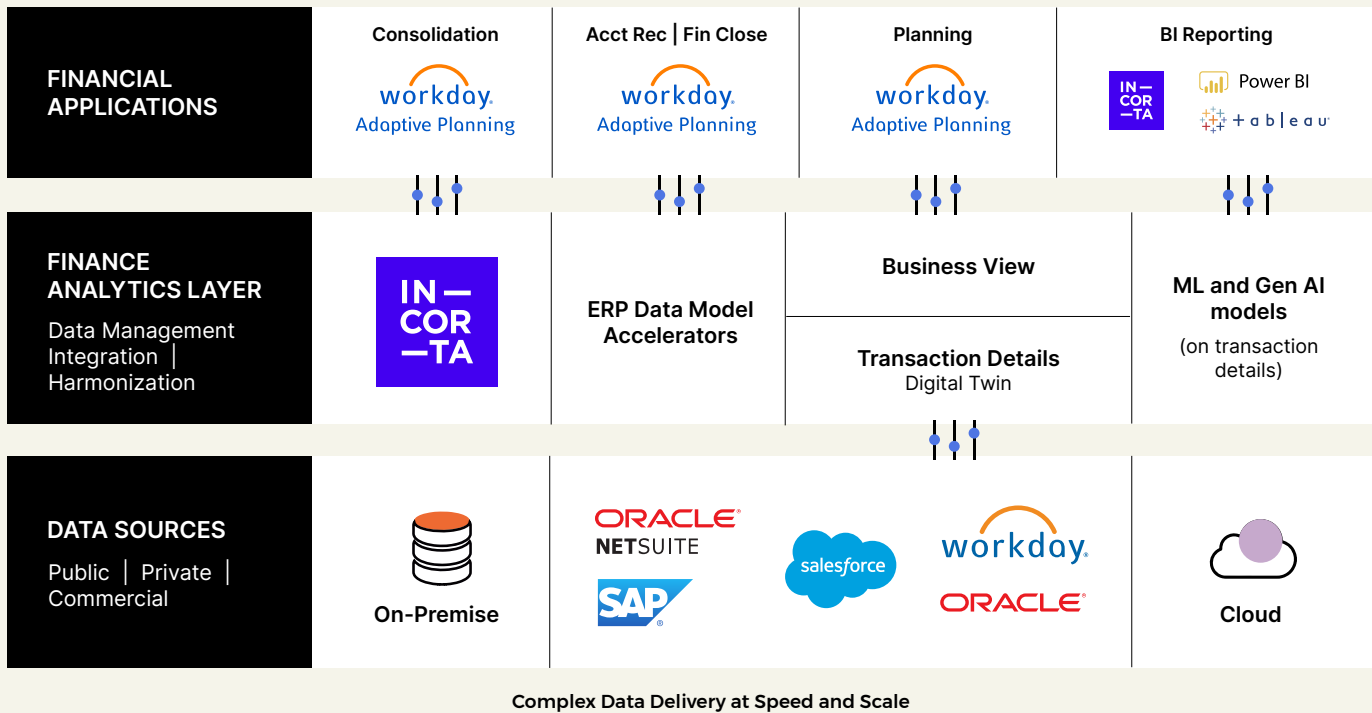 Consolidation
Acct Rec | Fin Close
Planning
BI Reporting
FINANCIAL
APPLICATIONS
workday.
Adaptive Planning
workday.
Adaptive Planning
workday.
Adaptive Planning
IN—
COR
—TA
Power BI
+ a b l e a u®
FINANCE
ANALYTICS LAYER
Data Management
Integration |
Harmonization
IN—
COR
—TA
ERP Data Model
Accelerators
Business View
Transaction Details
Digital Twin
ML and Gen AI
models
(on transaction
details)
DATA SOURCES
Public | Private |
Commercial
On-Premise
ORACLE®
NETSUITE
SAP®
salesforce
workday®
ORACLE®
Cloud
Complex Data Delivery at Speed and Scale